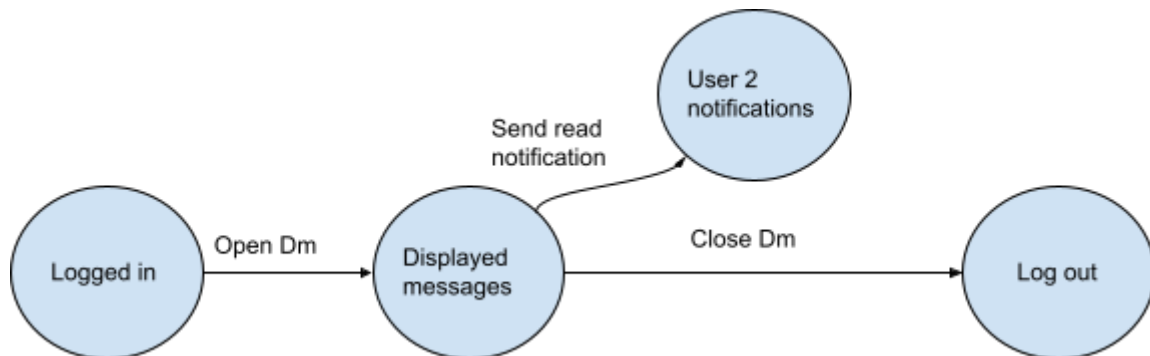 User 2
notifications
Send read
notification
Open Dm
Close Dm
Logged in
Displayed
messages
Log out